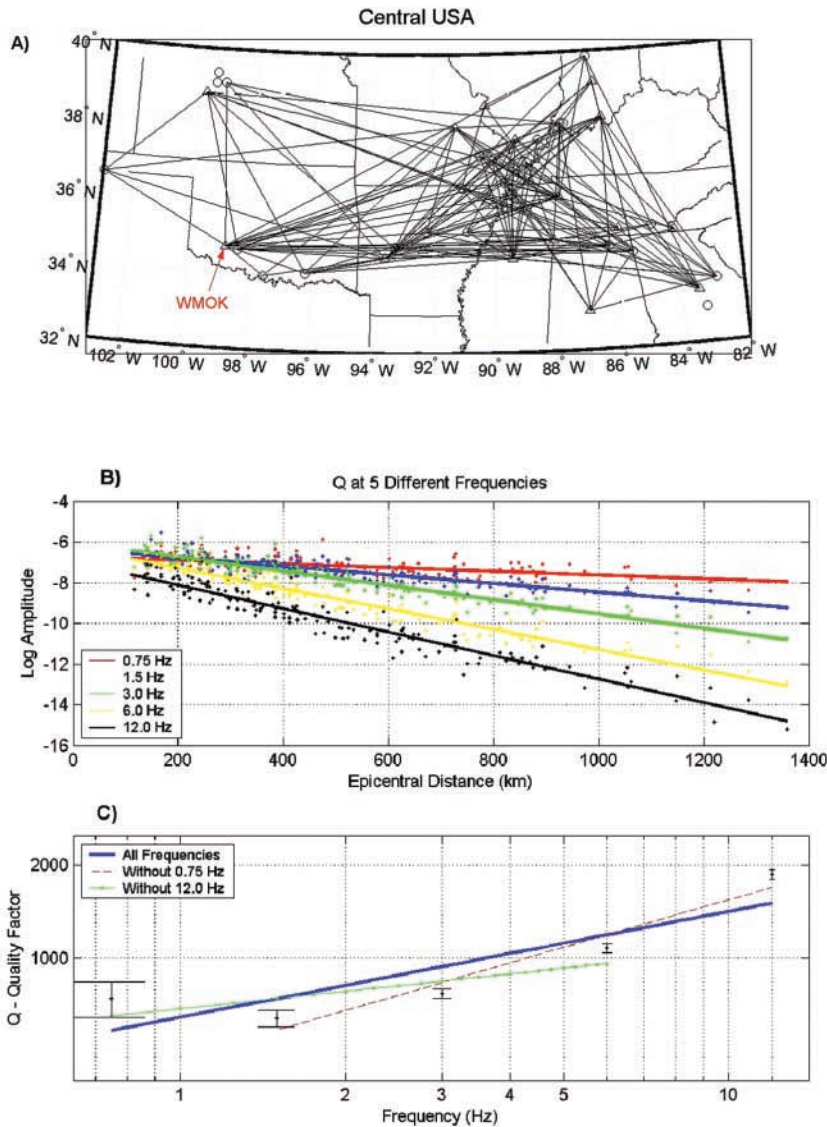 Central USA
A)
40° N
38° N
36° N
34° N
32° N
WMOK
102° W
100° W
98° W
96° W
94° W
92° W
90° W
88° W
86° W
84° W
82° W
B)
Q at 5 Different Frequencies
Log Amplitude
-4
-6
-8
-10
-12
-14
-16
0.75 Hz
1.5 Hz
3.0 Hz
6.0 Hz
12.0 Hz
0 200 400 600 800 1000 1200 1400
Epicentral Distance (km)
C)
Q - Quality Factor
2000
1000
All Frequencies
Without 0.75 Hz
Without 12.0 Hz
1 2 3 4 5 10
Frequency (Hz)